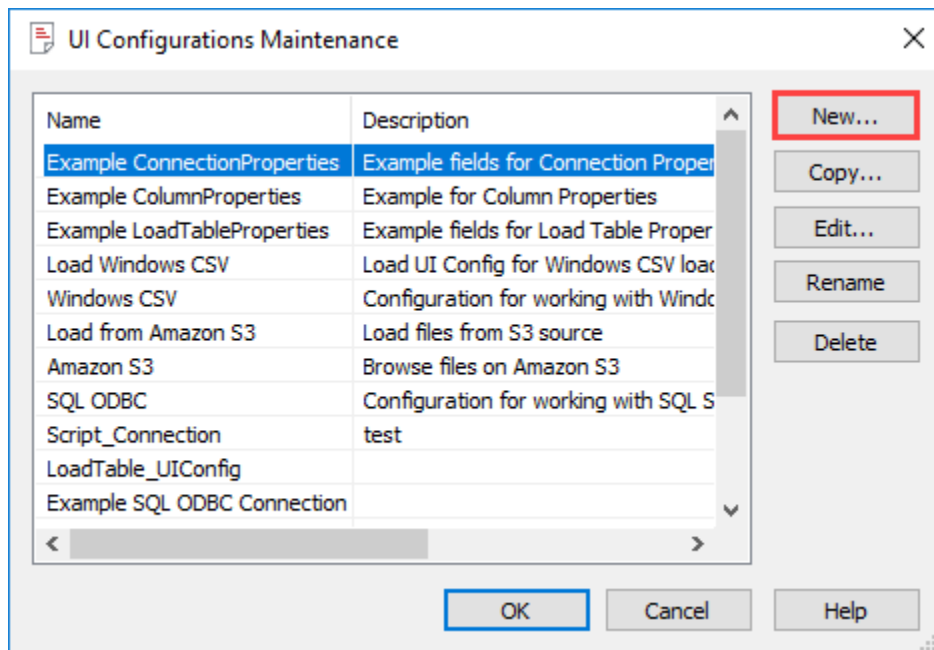 UI Configurations Maintenance
Name Description New...
Example ConnectionProperties Example fields for Connection Proper
Copy...
Example ColumnProperties Example for Column Properties
Example LoadTableProperties Example fields for Load Table Proper Edit...
Load Windows CSV Load UI Config for Windows CSV load
Rename
Windows CSV Configuration for working with Windo
Load from Amazon S3 Load files from S3 source Delete
Amazon S3 Browse files on Amazon S3
SQL ODBC Configuration for working with SQL S
Script_Connection test
LoadTable_UIConfig
Example SQL ODBC Connection
OK Cancel Help